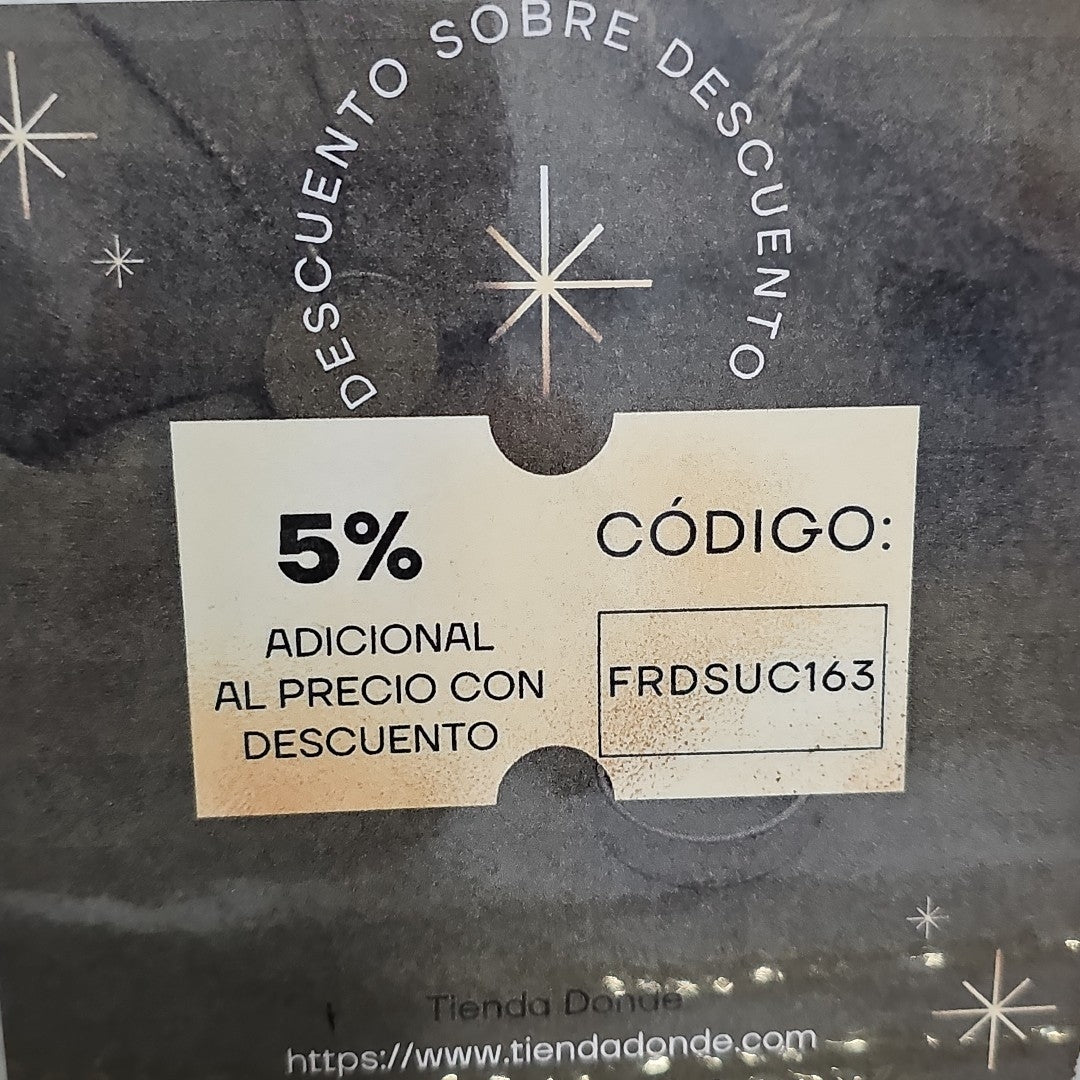 DESCUENTO SOBRE DESCUENTO
5%
ADICIONAL
AL PRECIO CON
DESCUENTO
CÓDIGO:
FRDSUC163
Tienda Donde
https://www.tiendadonde.com